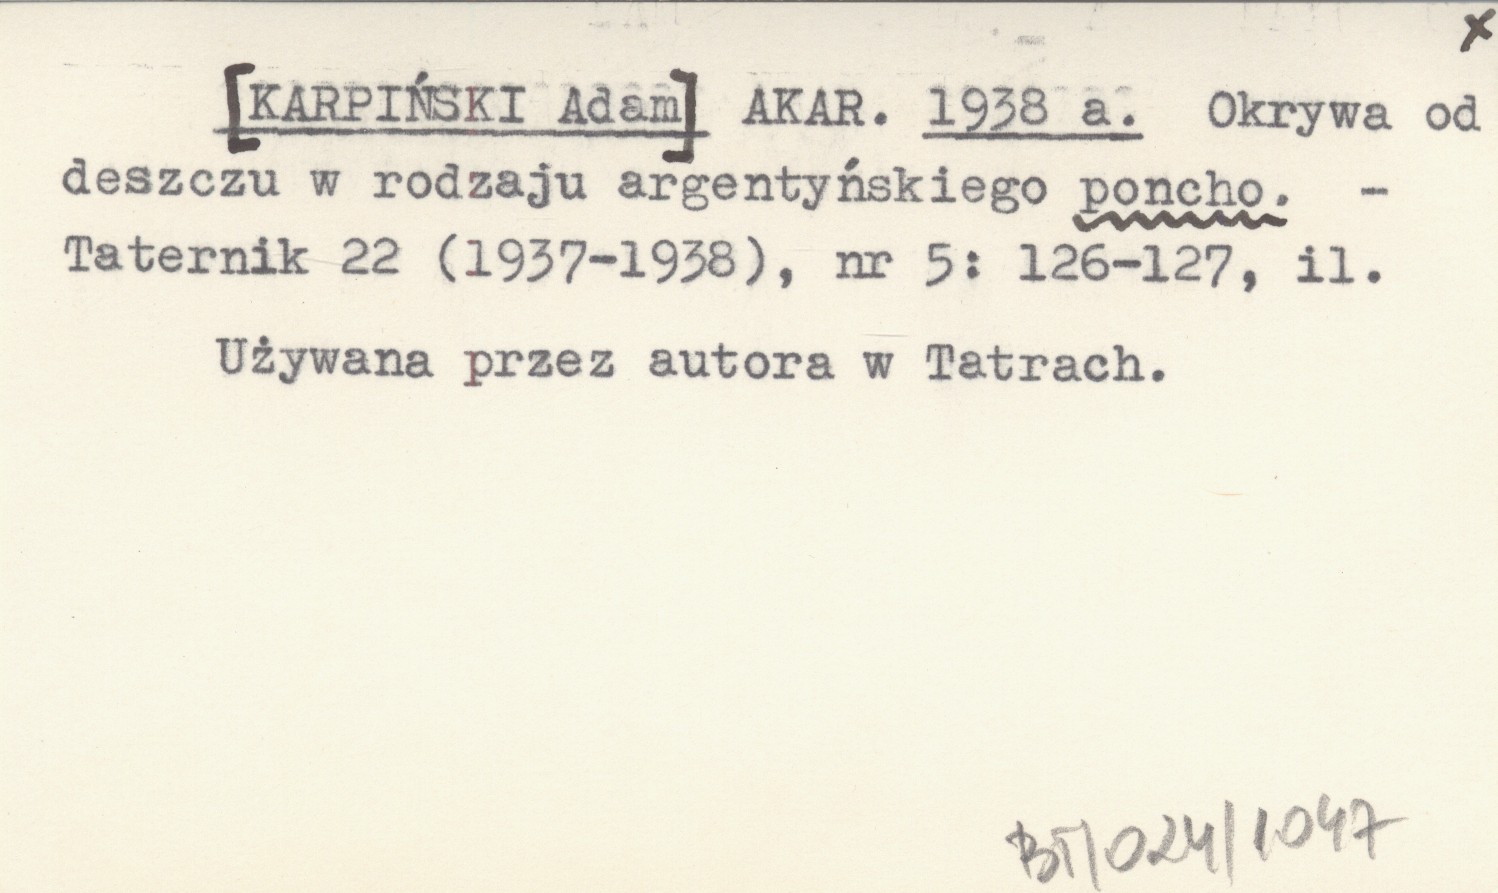 x
[KARPIŃSKI Adam] AKAR. 1938 a. Okrywa od
deszczu w rodzaju argentyńskiego poncho. -
Taternik 22 (1937-1938), nr 5: 126-127, il.
Używana przez autora w Tatrach.
BT/024/1047